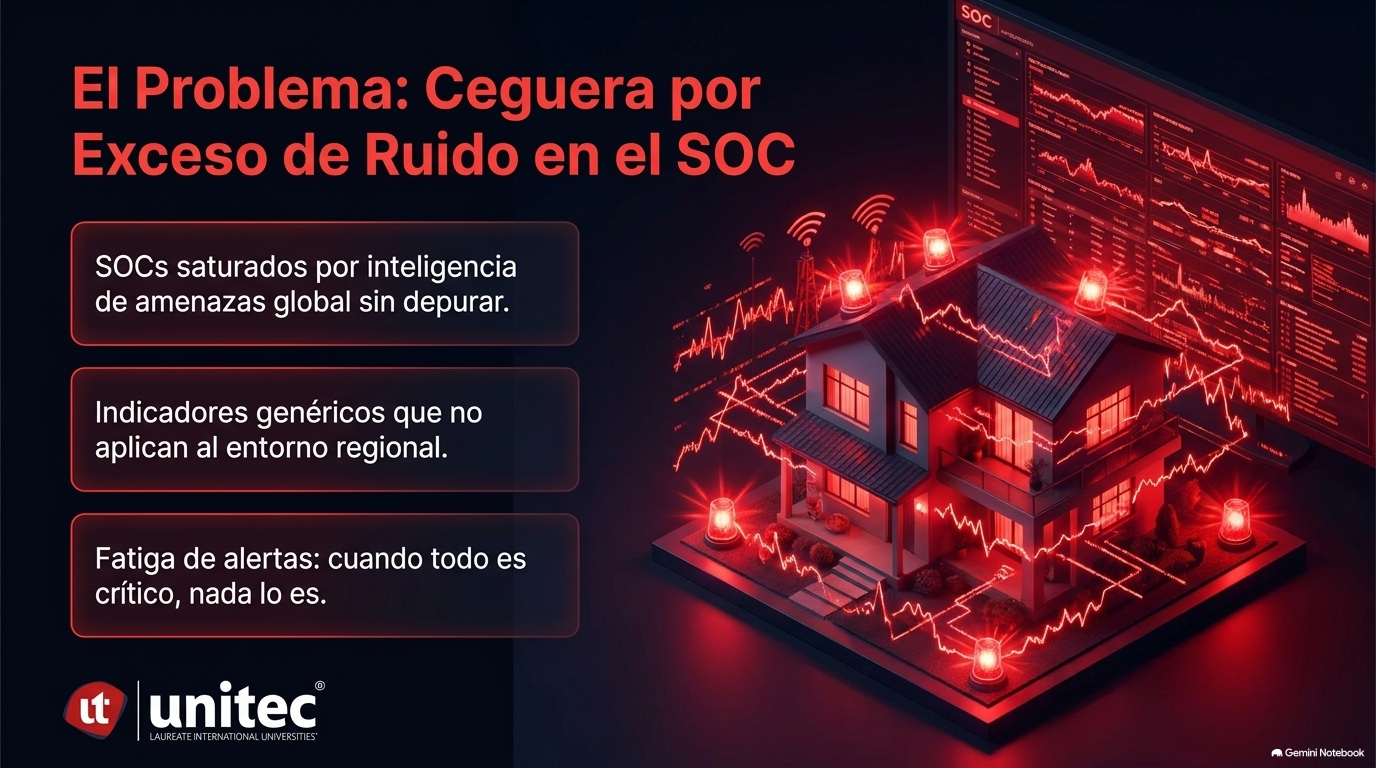 El Problema: Ceguera por
Exceso de Ruido en el SOC
SOCs saturados por inteligencia
de amenazas global sin depurar.
Indicadores genéricos que no
aplican al entorno regional.
Fatiga de alertas: cuando todo es
crítico, nada lo es.
ut
unitec®
LAUREATE INTERNATIONAL UNIVERSITIES
SOC
Gemini Notebook